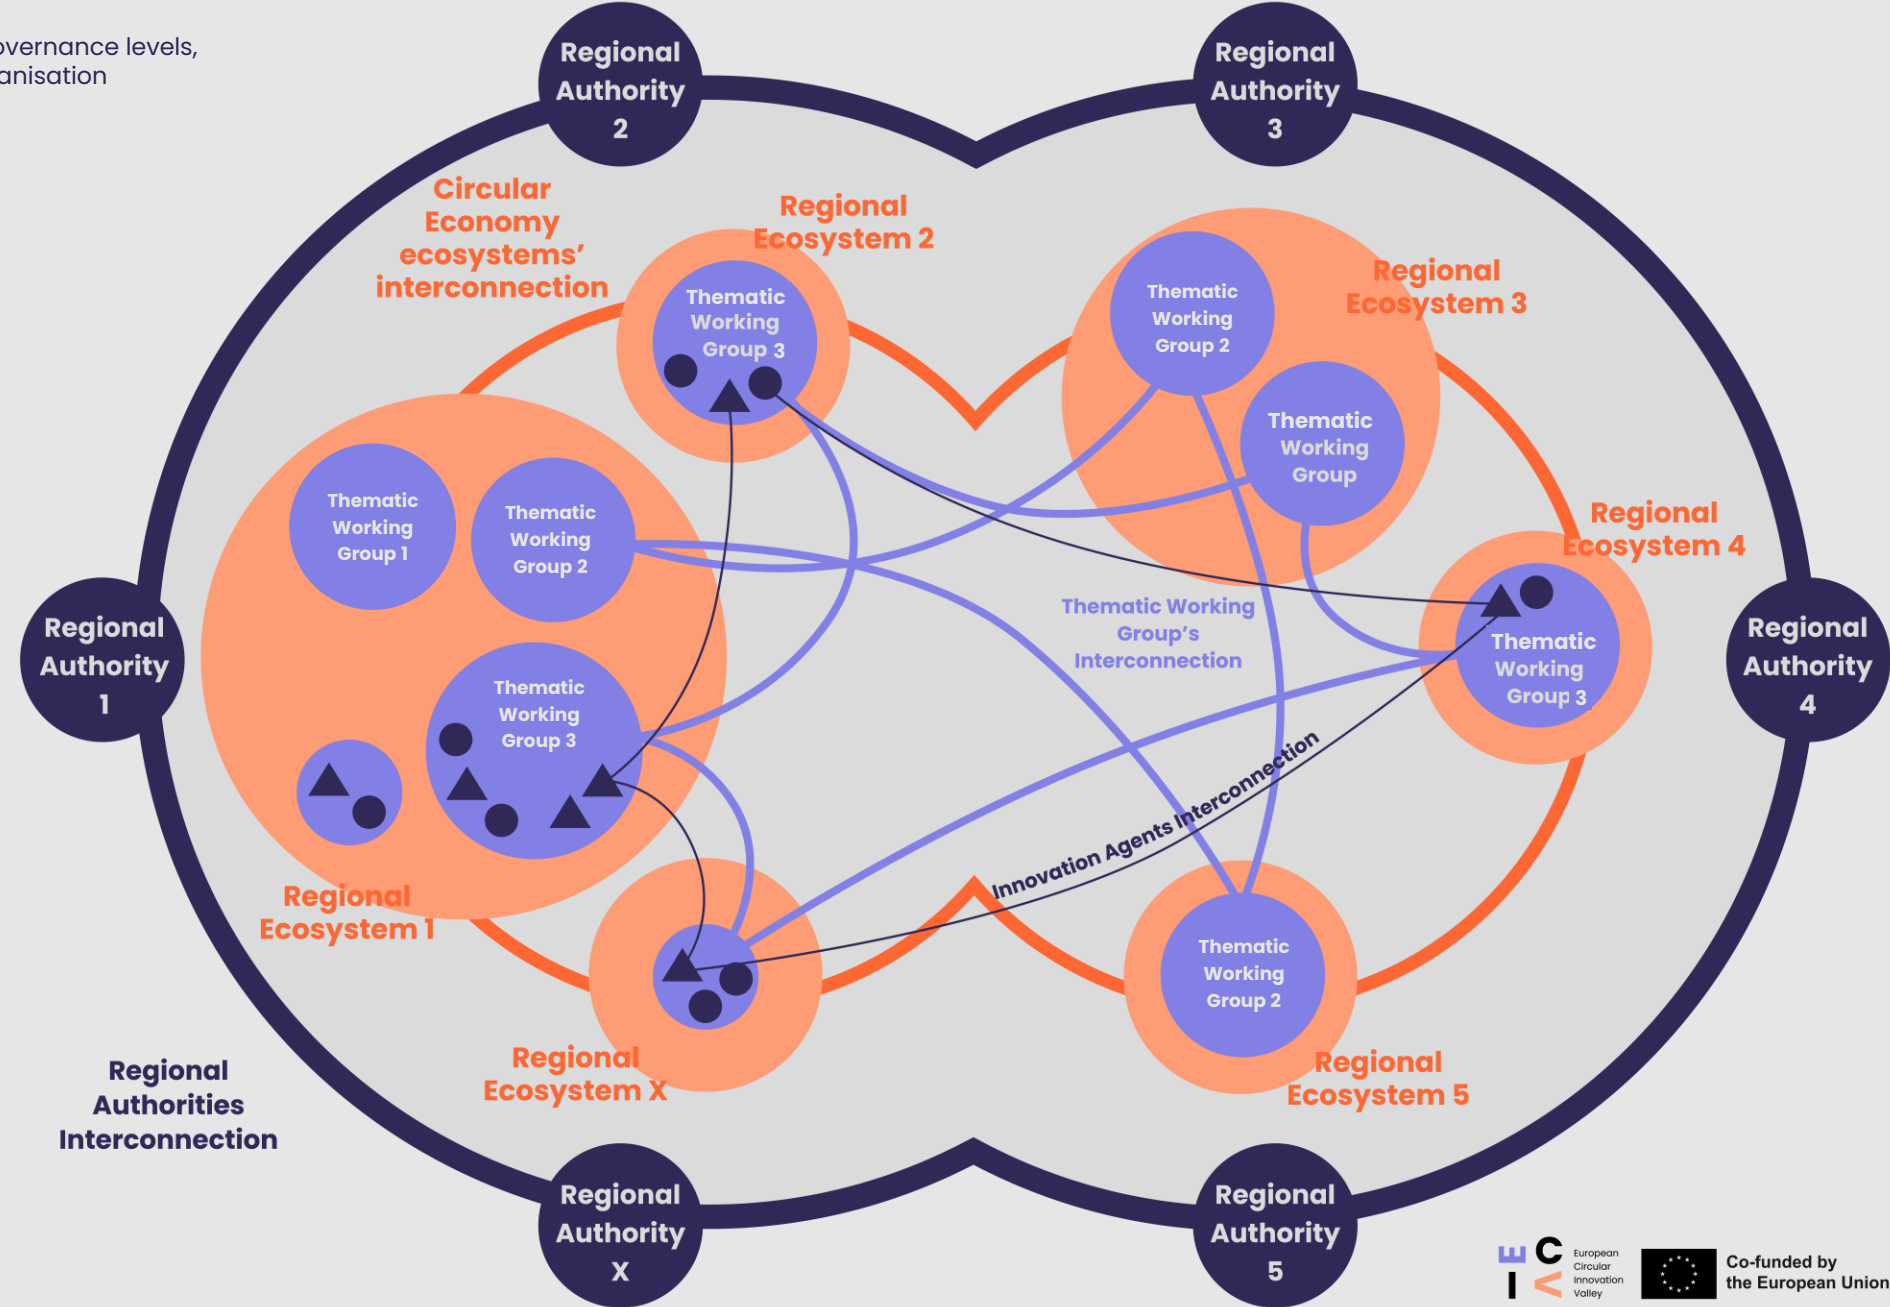 overnance levels,
anisation
Regional
Authority
2
Regional
Authority
3
Circular
Economy
ecosystems'
interconnection
Regional
Ecosystem 2
Thematic
Working
Group 3
Thematic
Working
Group 2
Regional
Ecosystem 3
Thematic
Working
Group
Thematic
Working
Group 1
Thematic
Working
Group 2
Regional
Ecosystem 4
Thematic Working
Group's
Interconnection
Regional
Authority
1
Thematic
Working
Group 3
Thematic
Working
Group 3
Regional
Authority
4
Innovation Agents Interconnection
Regional
Ecosystem 1
Thematic
Working
Group 2
Regional
Ecosystem X
Regional
Ecosystem 5
Regional
Authorities
Interconnection
Regional
Authority
X
Regional
Authority
5
E C
I V
European
Circular
Innovation
Valley
Co-funded by
the European Union